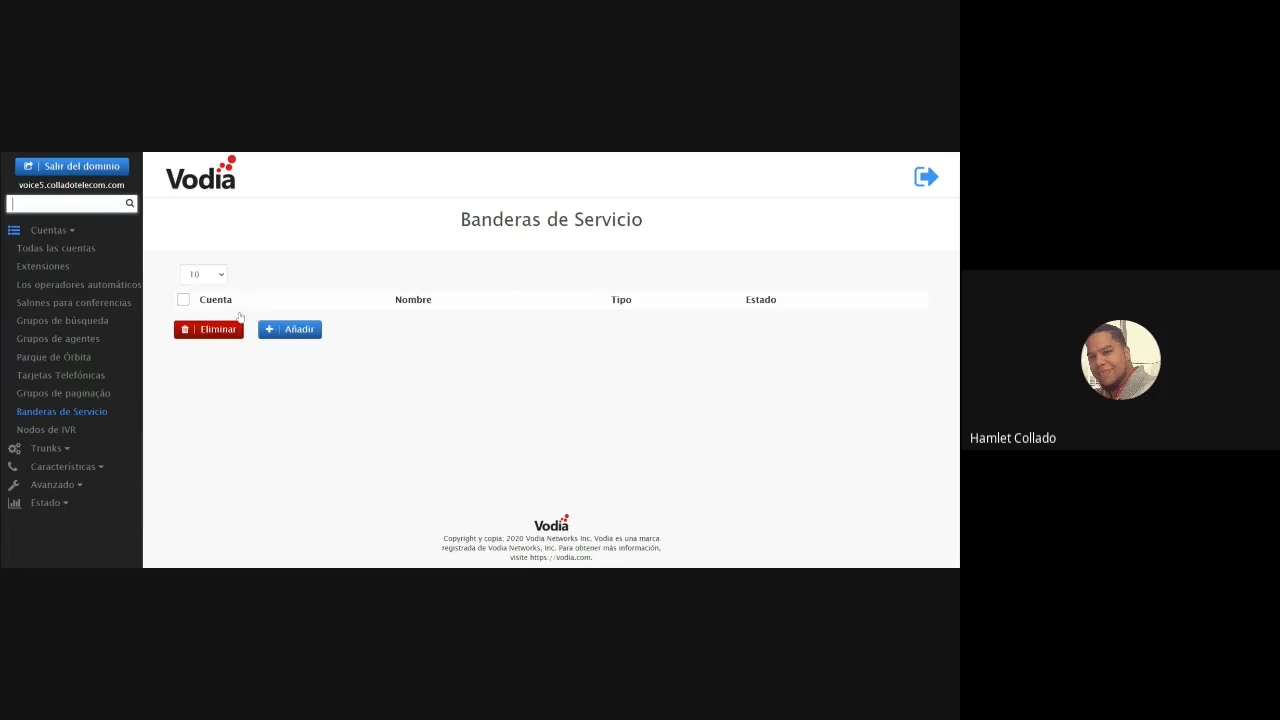 Salir del dominio
voice5.colladotelecom.com
Cuentas
Todas las cuentas
Extensiones
Los operadores automáticos
Salones para conferencias
Grupos de búsqueda
Grupos de agentes
Parque de Órbita
Tarjetas Telefónicas
Grupos de paginação
Banderas de Servicio
Nodos de IVR
Trunks
Características
Avanzado
Estado
Vodia
Banderas de Servicio
10
Cuenta Nombre Tipo Estado
Eliminar Añadir
Vodia
Copyright y copia; 2020 Vodia Networks Inc. Vodia es una marca
registrada de Vodia Networks, Inc. Para obtener más información,
visite https://vodia.com.
Hamlet Collado